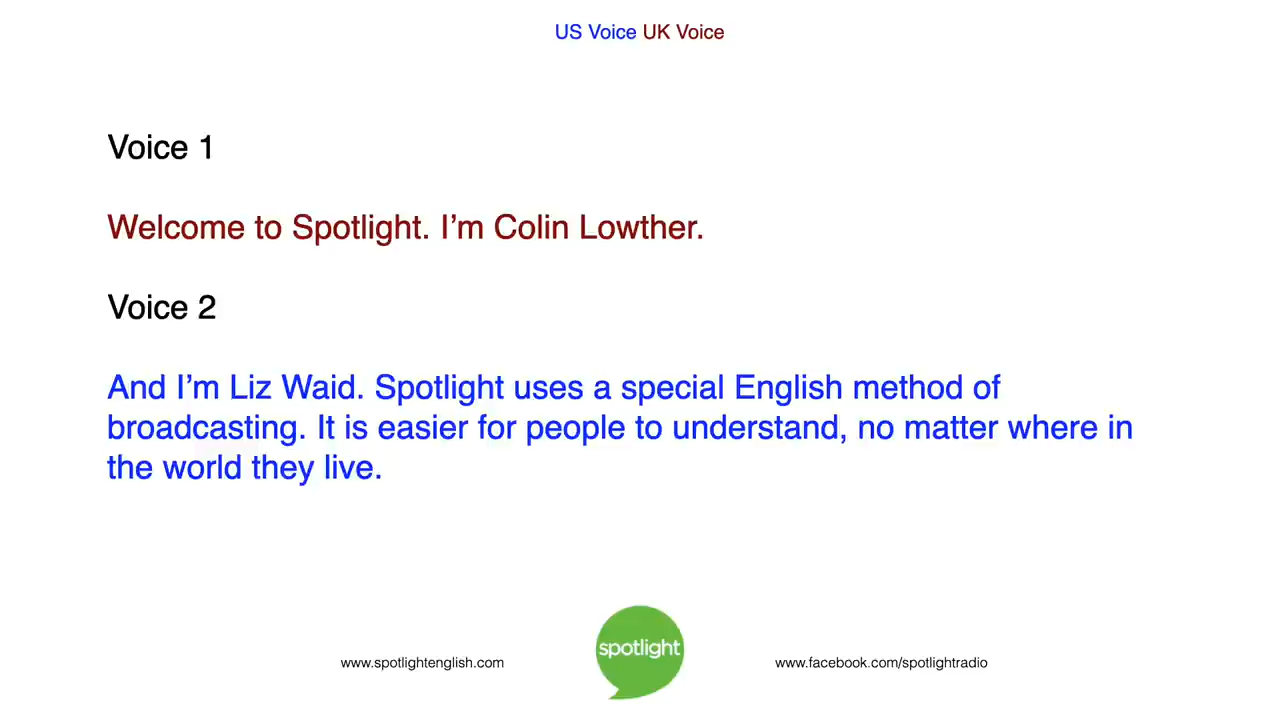 US Voice UK Voice
Voice 1
Welcome to Spotlight. I’m Colin Lowther.
Voice 2
And I’m Liz Waid. Spotlight uses a special English method of
broadcasting. It is easier for people to understand, no matter where in
the world they live.
spotlight
www.spotlightenglish.com
www.facebook.com/spotlightradio